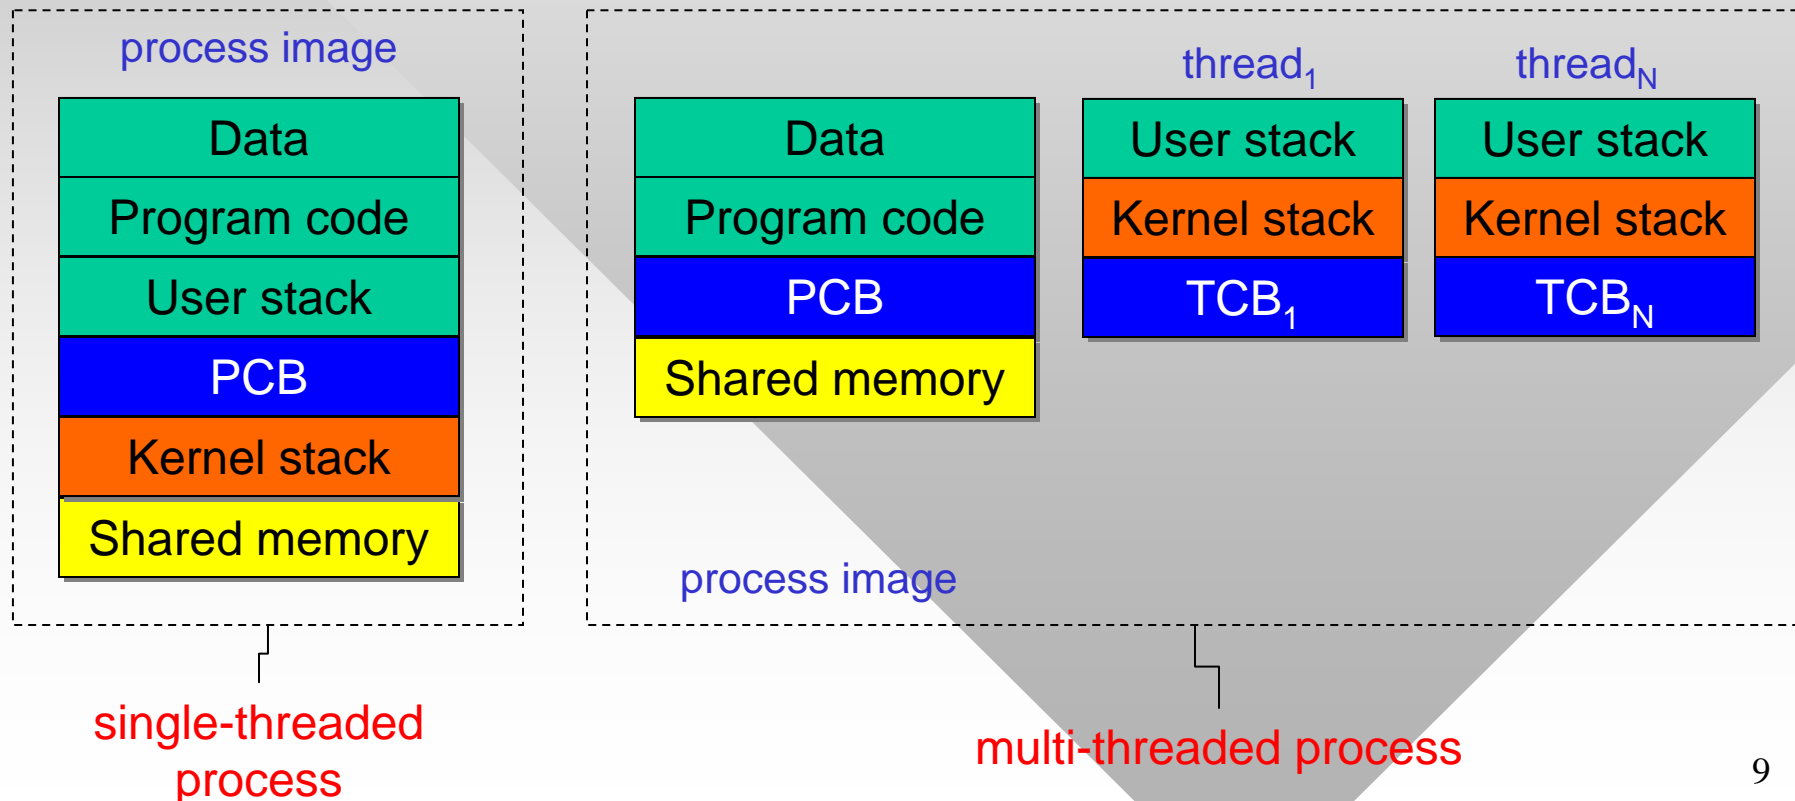 process image
Data
Program code
User stack
PCB
Kernel stack
Shared memory
single-threaded
process
thread₁
threadN
Data
Program code
PCB
Shared memory
User stack
Kernel stack
TCB₁
User stack
Kernel stack
TCBN
process image
multi-threaded process
9